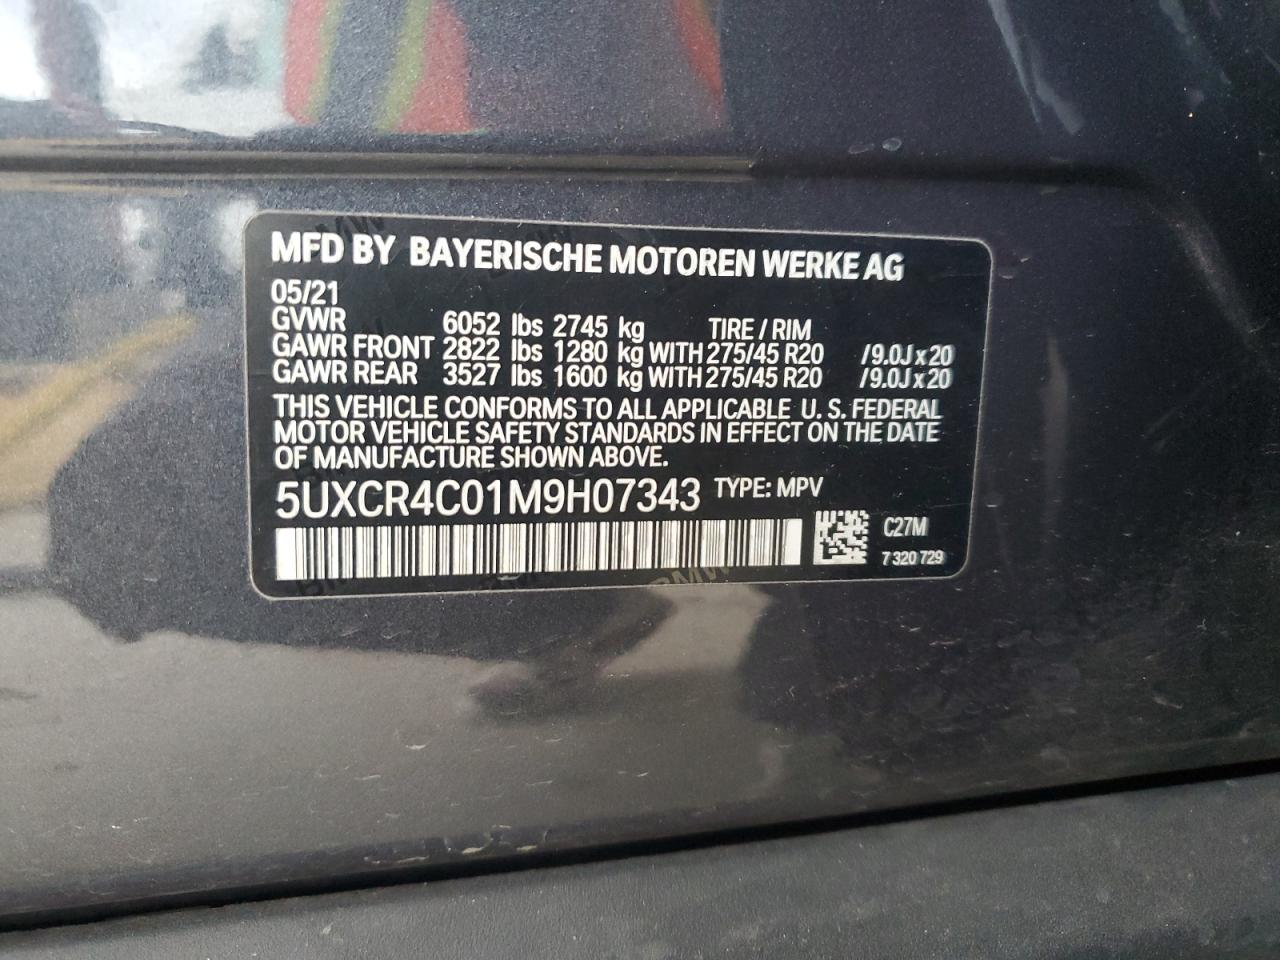 MFD BY BAYERISCHE MOTOREN WERKE AG
05/21
GVWR 6052 lbs 2745 kg TIRE / RIM
GAWR FRONT 2822 lbs 1280 kg WITH 275/45 R20 /9.0J x 20
GAWR REAR 3527 lbs 1600 kg WITH 275/45 R20 /9.0J x 20
THIS VEHICLE CONFORMS TO ALL APPLICABLE U. S. FEDERAL
MOTOR VEHICLE SAFETY STANDARDS IN EFFECT ON THE DATE
OF MANUFACTURE SHOWN ABOVE.
5UXCR4C01M9H07343 TYPE: MPV
C27M
7 320 729
BMW